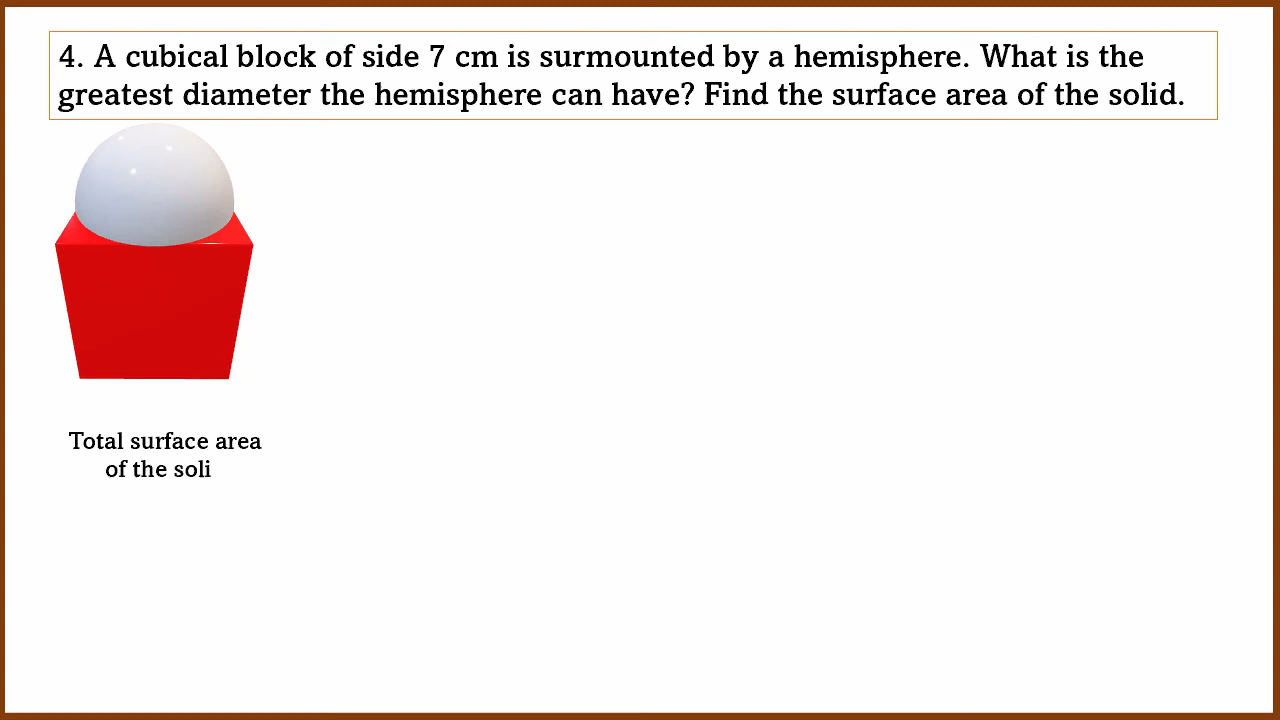 4. A cubical block of side 7 cm is surmounted by a hemisphere. What is the
greatest diameter the hemisphere can have? Find the surface area of the solid.
Total surface area
of the soli